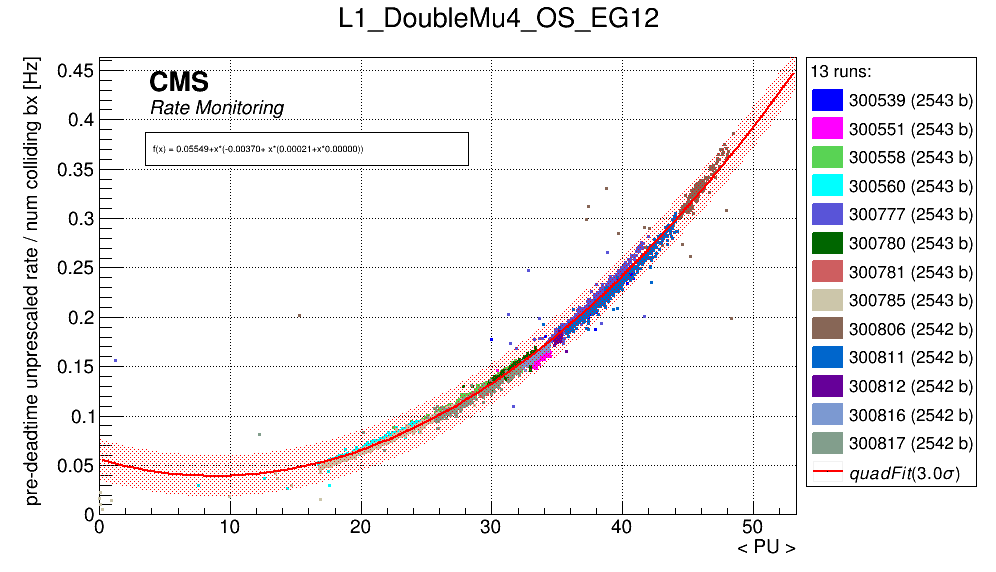 L1_DoubleMu4_OS_EG12
pre-deadtime unprescaled rate / num colliding bx [Hz]
0.45
0.4
0.35
0.3
0.25
0.2
0.15
0.1
0.05
0
CMS
Rate Monitoring
f(x) = 0.05549+x*(-0.00370+ x*(0.00021+x*0.00000))
0 10 20 30 40 50
< PU >
13 runs:
300539 (2543 b)
300551 (2543 b)
300558 (2543 b)
300560 (2543 b)
300777 (2543 b)
300780 (2543 b)
300781 (2543 b)
300785 (2543 b)
300806 (2542 b)
300811 (2542 b)
300812 (2542 b)
300816 (2542 b)
300817 (2542 b)
quadFit(3.0σ)